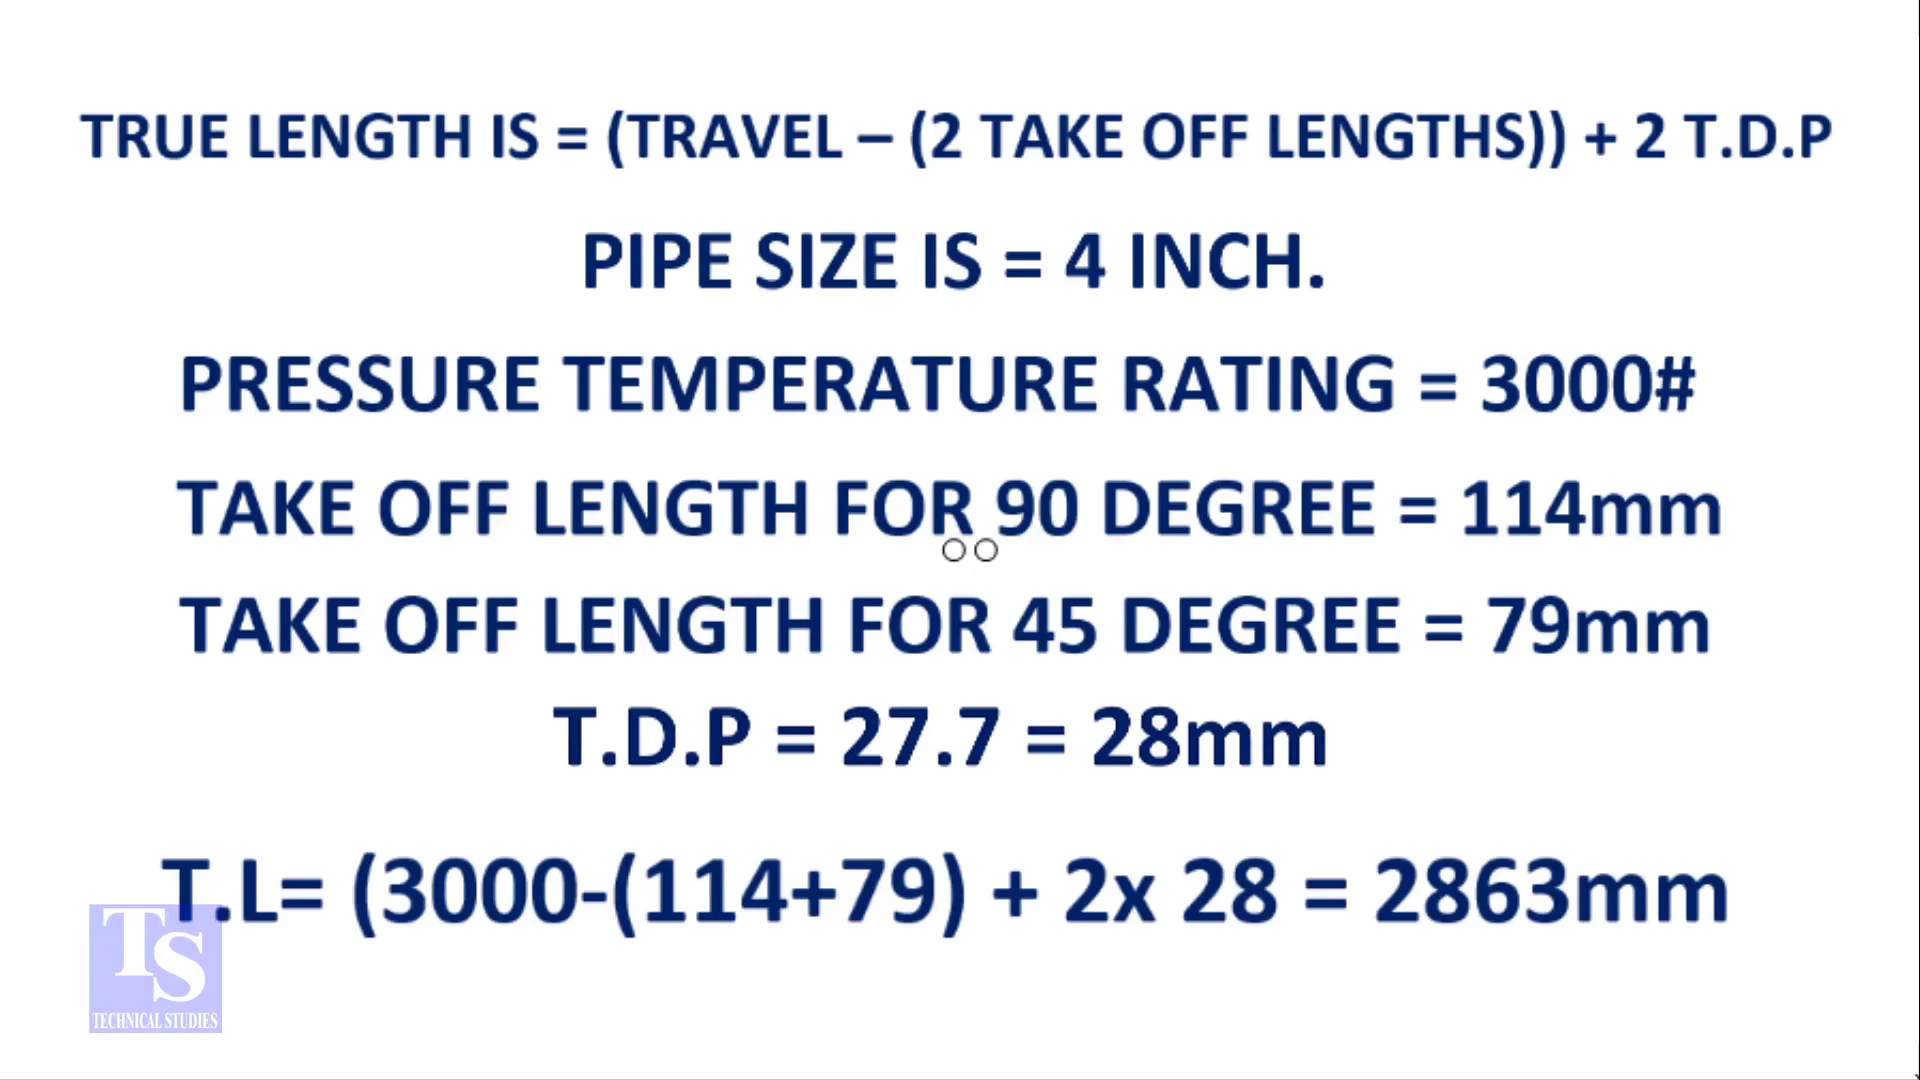 TRUE LENGTH IS = (TRAVEL – (2 TAKE OFF LENGTHS)) + 2 T.D.P
PIPE SIZE IS = 4 INCH.
PRESSURE TEMPERATURE RATING = 3000#
TAKE OFF LENGTH FOR 90 DEGREE = 114mm
TAKE OFF LENGTH FOR 45 DEGREE = 79mm
T.D.P = 27.7 = 28mm
T.L= (3000-(114+79) + 2x 28 = 2863mm
TS
TECHNICAL STUDIES